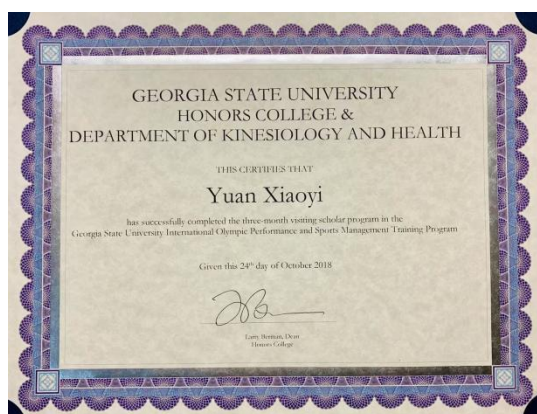 GEORGIA STATE UNIVERSITY
HONORS COLLEGE &
DEPARTMENT OF KINESIOLOGY AND HEALTH
THIS CERTIFIES THAT
Yuan Xiaoyi
has successfully completed the three-month visiting scholar program in the
Georgia State University International Olympic Performance and Sports Management Training Program
Given this 24th day of October 2018
Larry Berman, Dean
Honors College